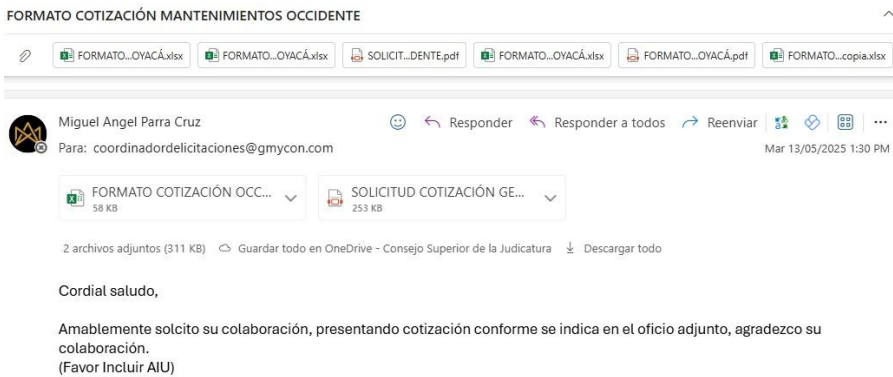 FORMATO COTIZACIÓN MANTENIMIENTOS OCCIDENTE
FORMATO...OYACÁ.xlsx FORMATO...OYACÁ.xlsx SOLICIT...DENTE.pdf FORMATO...OYACÁ.xlsx FORMATO...OYACÁ.pdf FORMATO...copia.xlsx
Miguel Angel Parra Cruz Responder Responder a todos Reenviar
Para: coordinadordelicitaciones@gmycon.com Mar 13/05/2025 1:30 PM
FORMATO COTIZACIÓN OCC... SOLICITUD COTIZACIÓN GE...
58 KB 253 KB
2 archivos adjuntos (311 KB) Guardar todo en OneDrive - Consejo Superior de la Judicatura Descargar todo
Cordial saludo,
Amablemente solcito su colaboración, presentando cotización conforme se indica en el oficio adjunto, agradezco su
colaboración.
(Favor Incluir AIU)